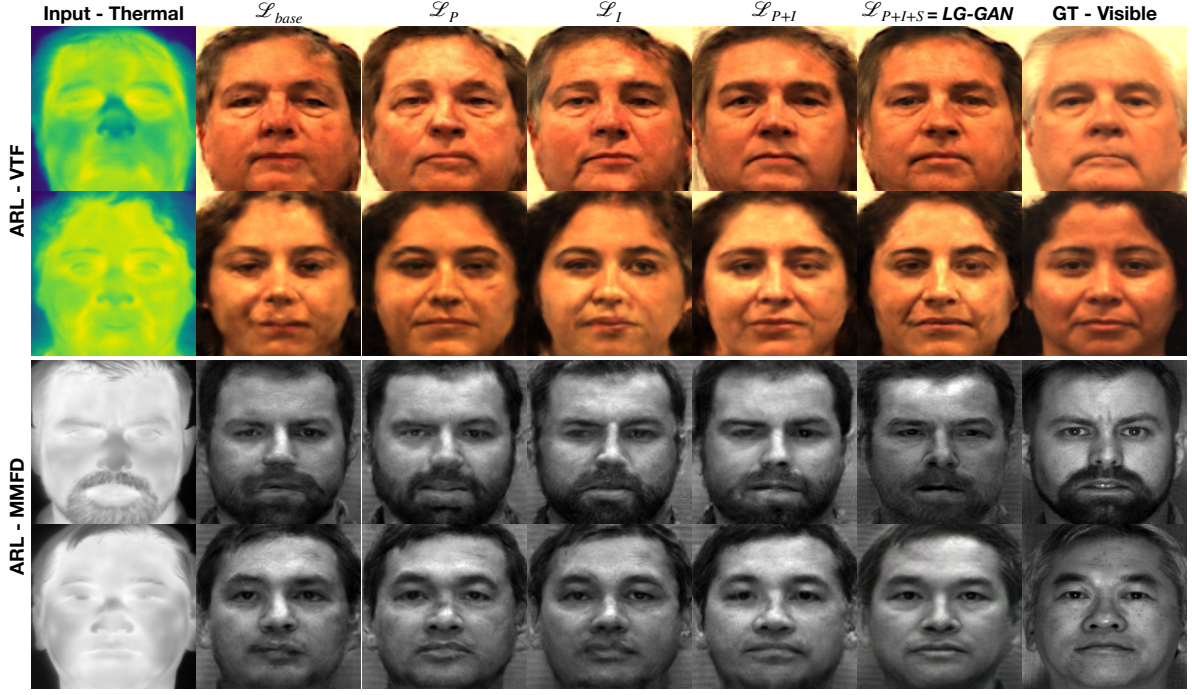 Input - Thermal ℒbase ℒP ℒI ℒP+I ℒP+I+S = LG-GAN GT - Visible
ARL - VTF
ARL - MMFD